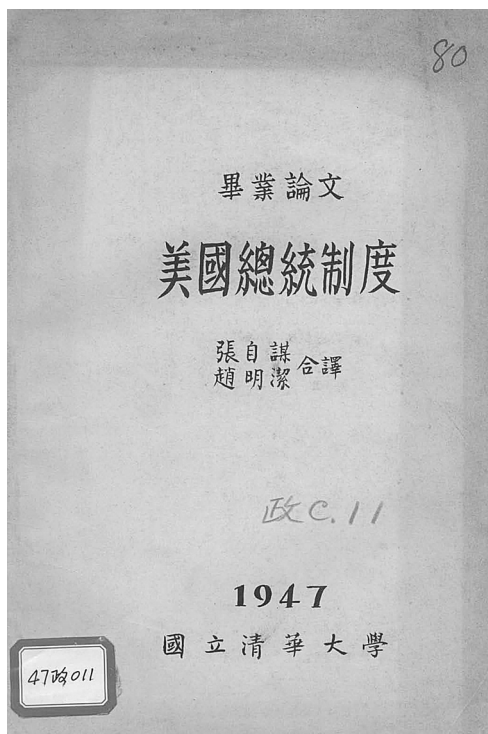 80
畢業論文
美國總統制度
張自謀
趙明潔 合譯
政C.11
1947
國立清華大學
47政011